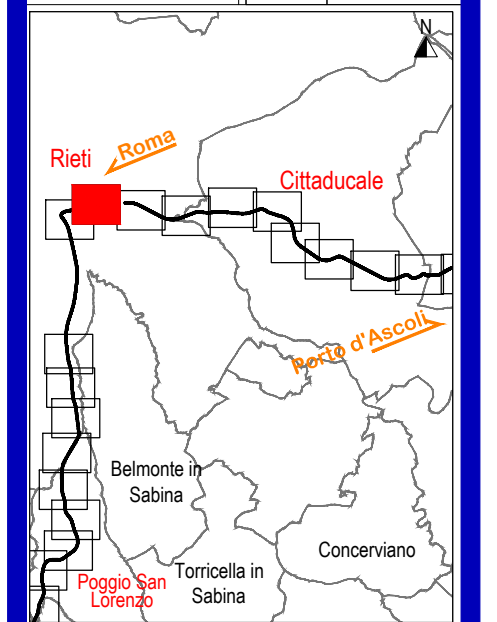 N
Roma
Rieti
Cittaducale
Porto d'Ascoli
Belmonte in
Sabina
Concerviano
Torricella in
Sabina
Poggio San
Lorenzo